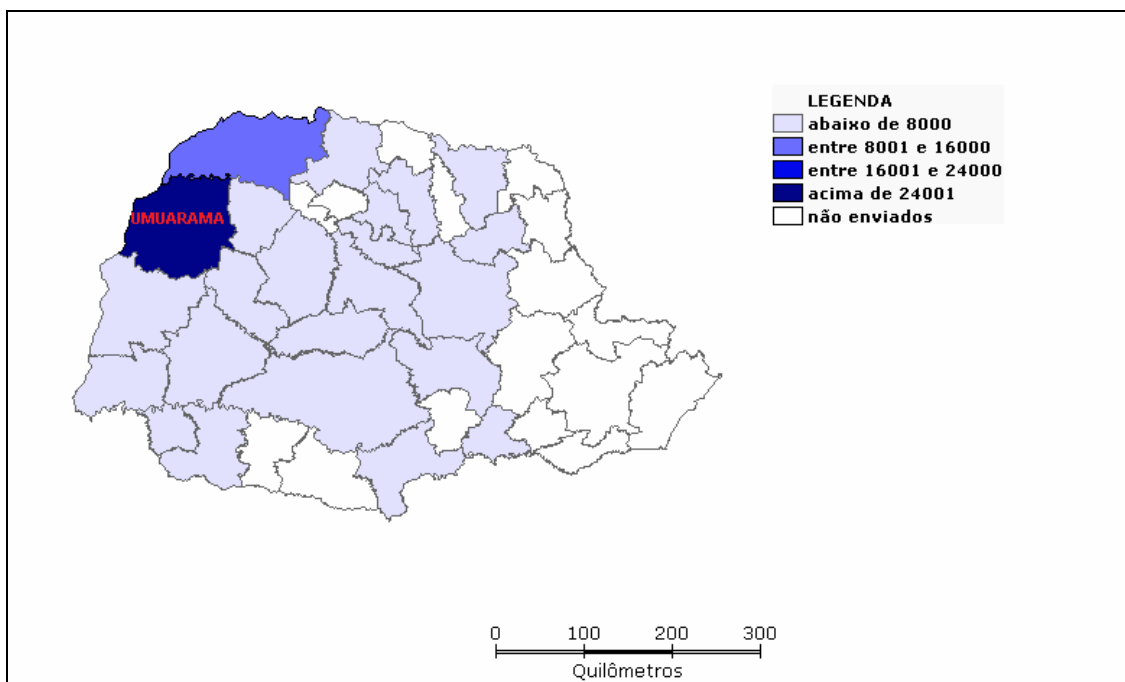 LEGENDA
abaixo de 8000
entre 8001 e 16000
entre 16001 e 24000
acima de 24001
não enviados
UMUARAMA
0 100 200 300
Quilômetros